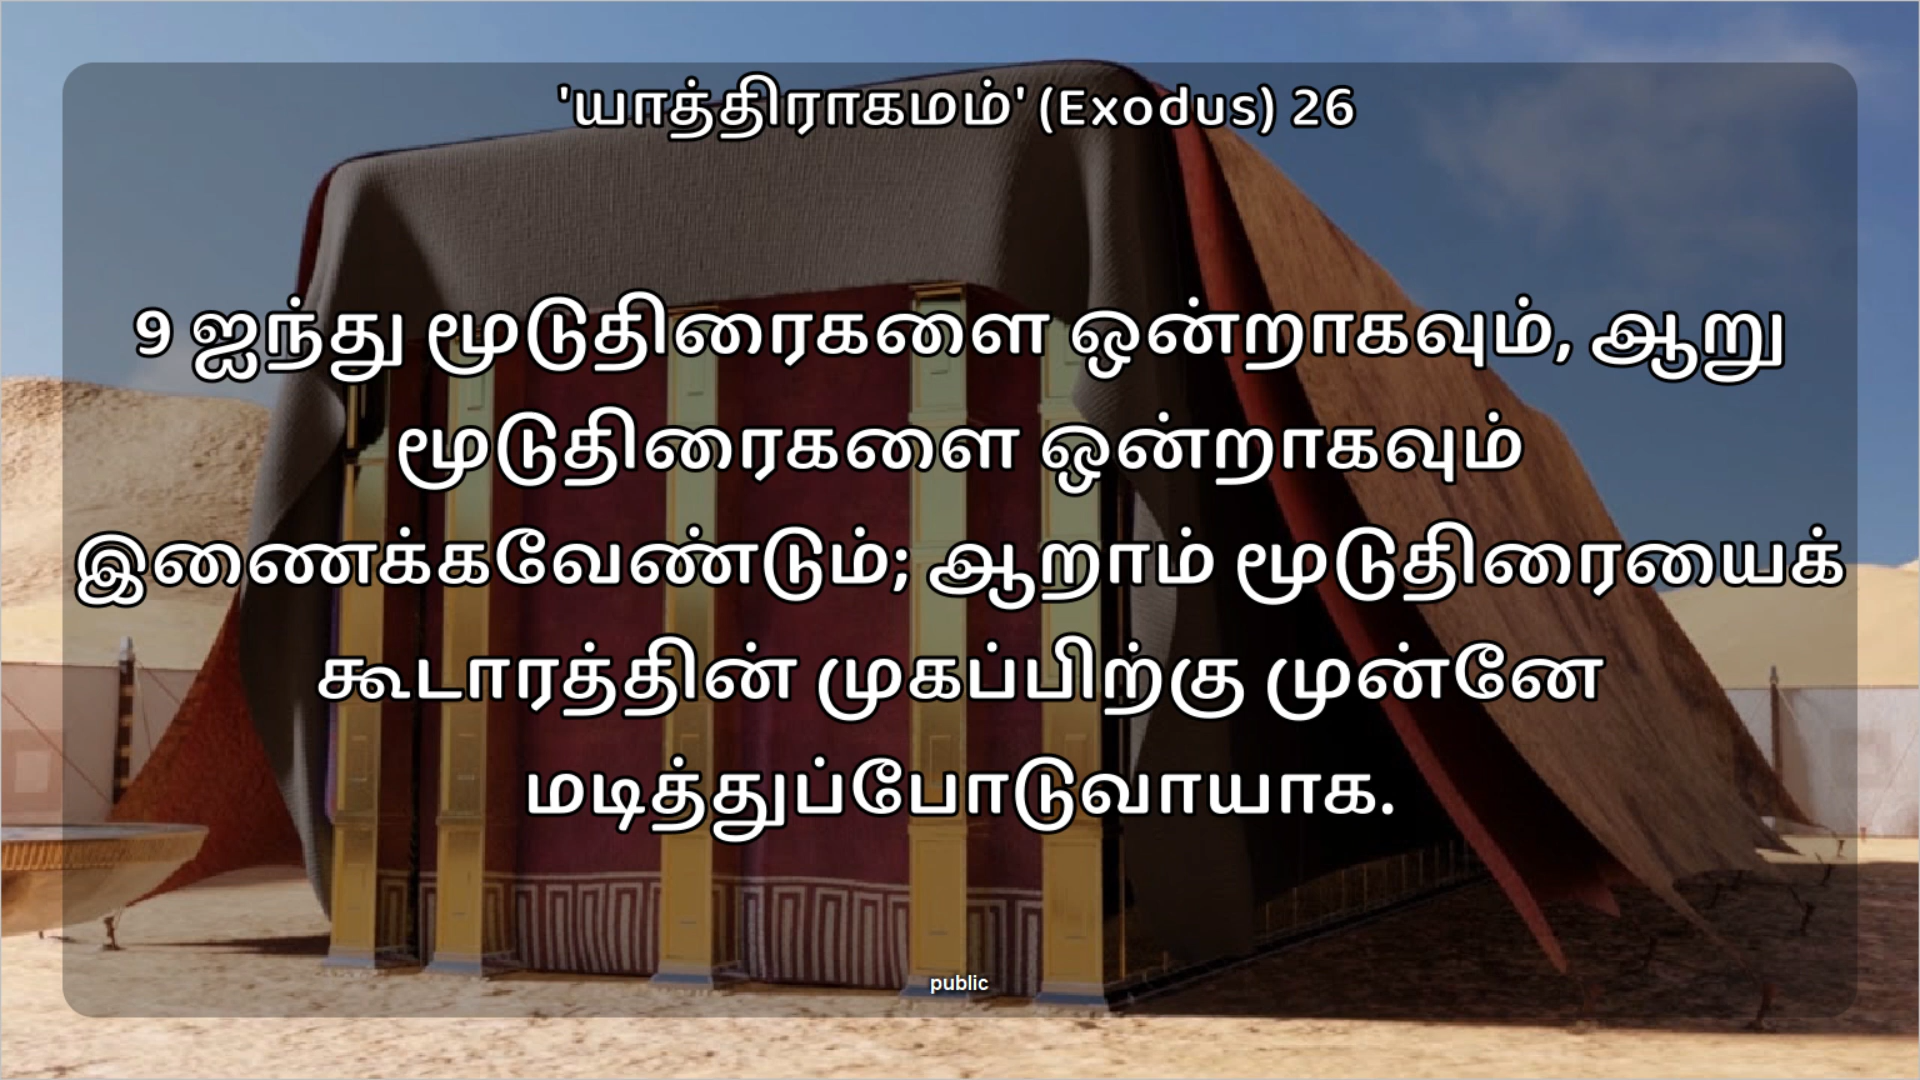 'யாத்திராகமம்' (Exodus) 26
9 ஐந்து மூடுதிரைகளை ஒன்றாகவும், ஆறு
மூடுதிரைகளை ஒன்றாகவும்
இணைக்கவேண்டும்; ஆறாம் மூடுதிரையைக்
கூடாரத்தின் முகப்பிற்கு முன்னே
மடித்துப்போடுவாயாக.
public